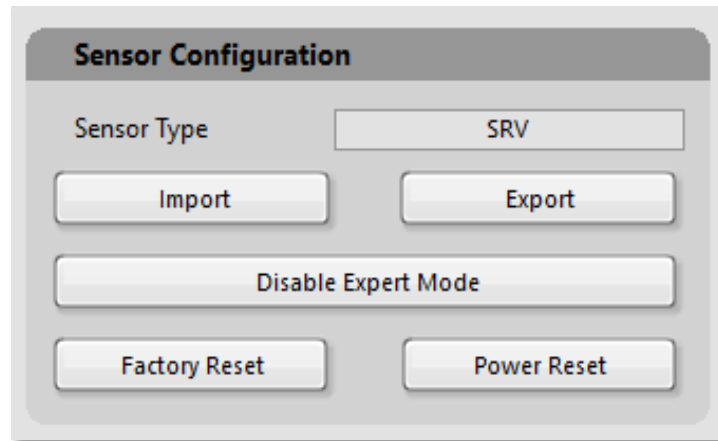 Sensor Configuration
Sensor Type SRV
Import Export
Disable Expert Mode
Factory Reset Power Reset